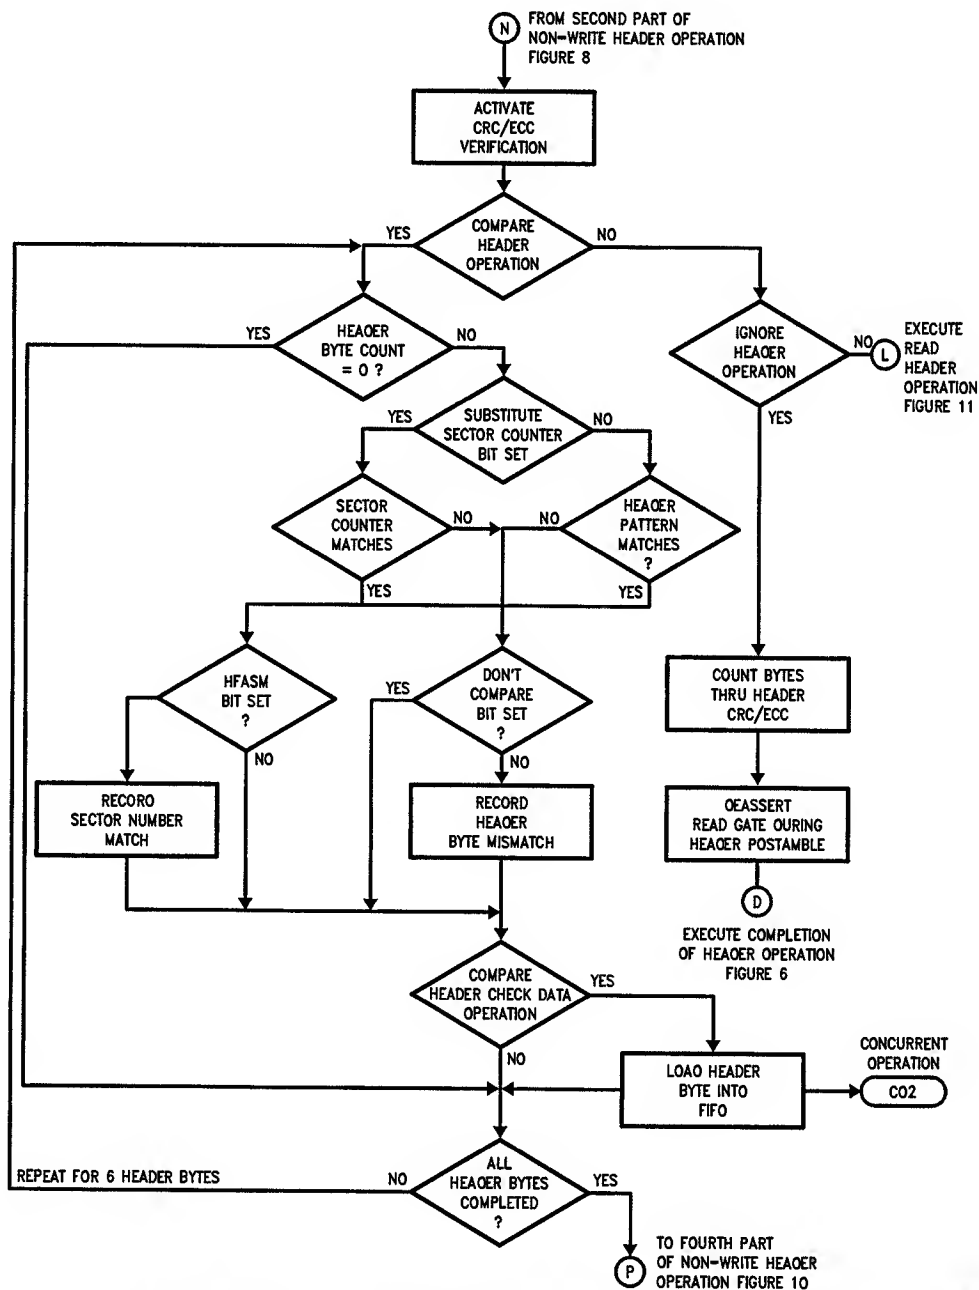 N
FROM SECOND PART OF
NON-WRITE HEADER OPERATION
FIGURE 8
ACTIVATE
CRC/ECC
VERIFICATION
COMPARE
HEADER
OPERATION
YES
NO
HEAOER
BYTE COUNT
= 0 ?
YES
NO
IGNORE
HEAOER
OPERATION
NO
L
EXECUTE
READ
HEADER
OPERATION
FIGURE 11
YES
SUBSTITUTE
SECTOR COUNTER
BIT SET
YES
NO
SECTOR
COUNTER
MATCHES
NO
YES
HEAOER
PATTERN
MATCHES
?
NO
YES
HFASM
BIT SET
?
NO
DON'T
COMPARE
BIT SET
?
YES
NO
COUNT BYTES
THRU HEADER
CRC/ECC
RECORO
SECTOR NUMBER
MATCH
RECORD
HEAOER
BYTE MISMATCH
OEASSERT
READ GATE OURING
HEAOER POSTAMBLE
D
EXECUTE COMPLETION
OF HEAOER OPERATION
FIGURE 6
COMPARE
HEADER CHECK DATA
OPERATION
YES
NO
LOAO HEADER
BYTE INTO
FIFO
CONCURRENT
OPERATION
CO2
REPEAT FOR 6 HEADER BYTES
NO
ALL
HEAOER BYTES
COMPLETED
?
YES
P
TO FOURTH PART
OF NON-WRITE HEAOER
OPERATION FIGURE 10